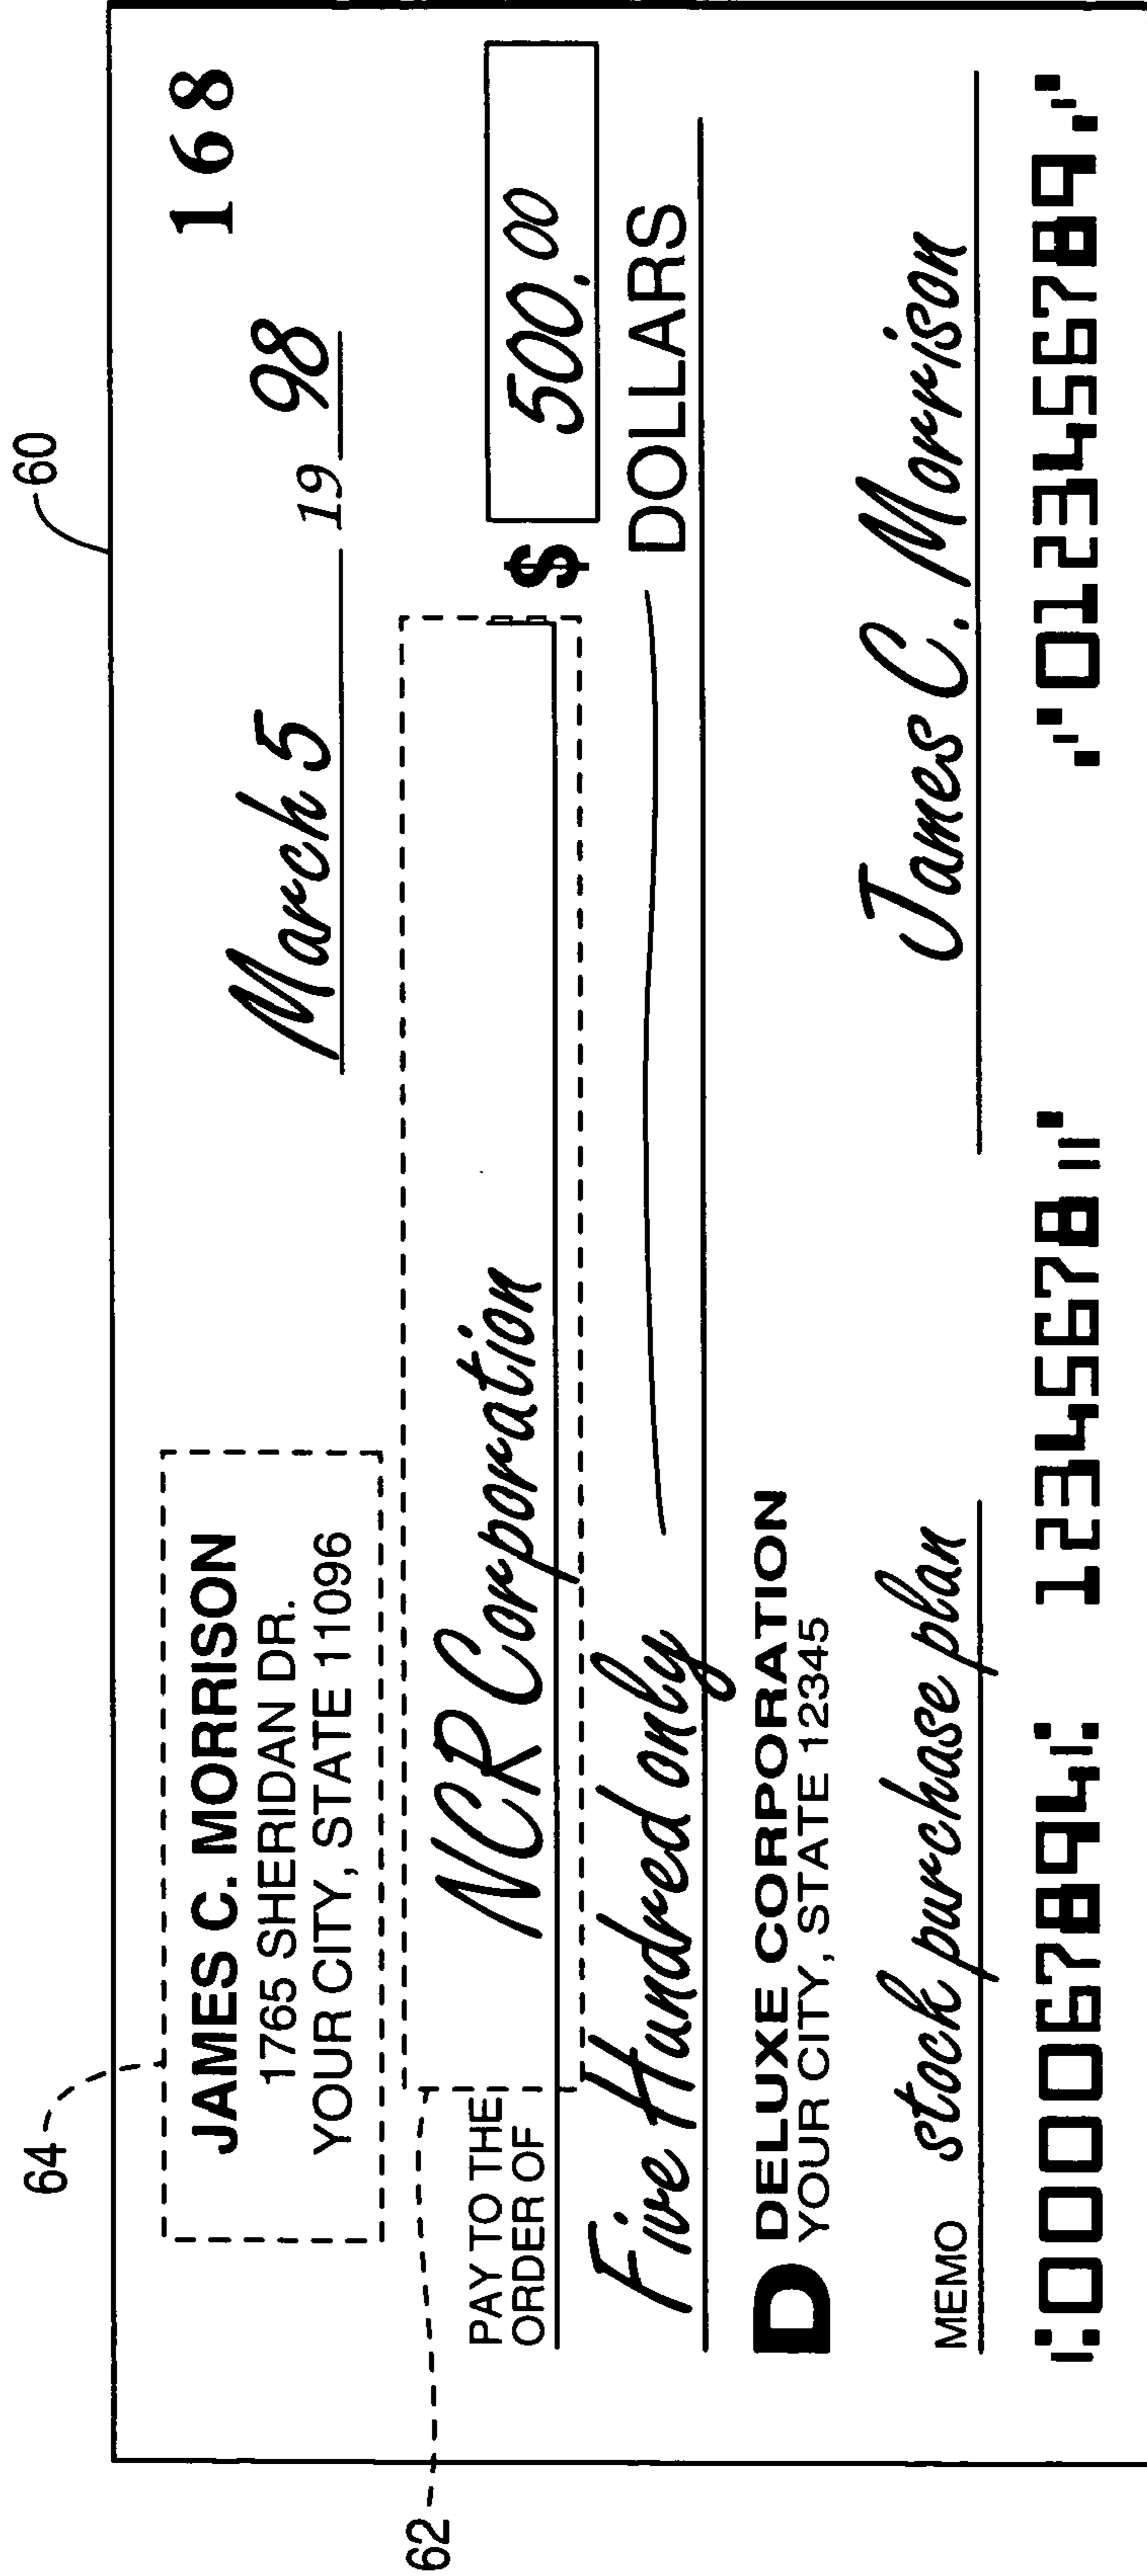 60
64
62
168
JAMES C. MORRISON
1765 SHERIDAN DR.
YOUR CITY, STATE 11096
March 5 19 98
PAY TO THE
ORDER OF
NCR Corporation
$ 500.00
Five Hundred only DOLLARS
D DELUXE CORPORATION
YOUR CITY, STATE 12345
MEMO stock purchase plan
James C. Morrison
⑆000067894⑆ 12345678⑈ ⑇0123456789⑇